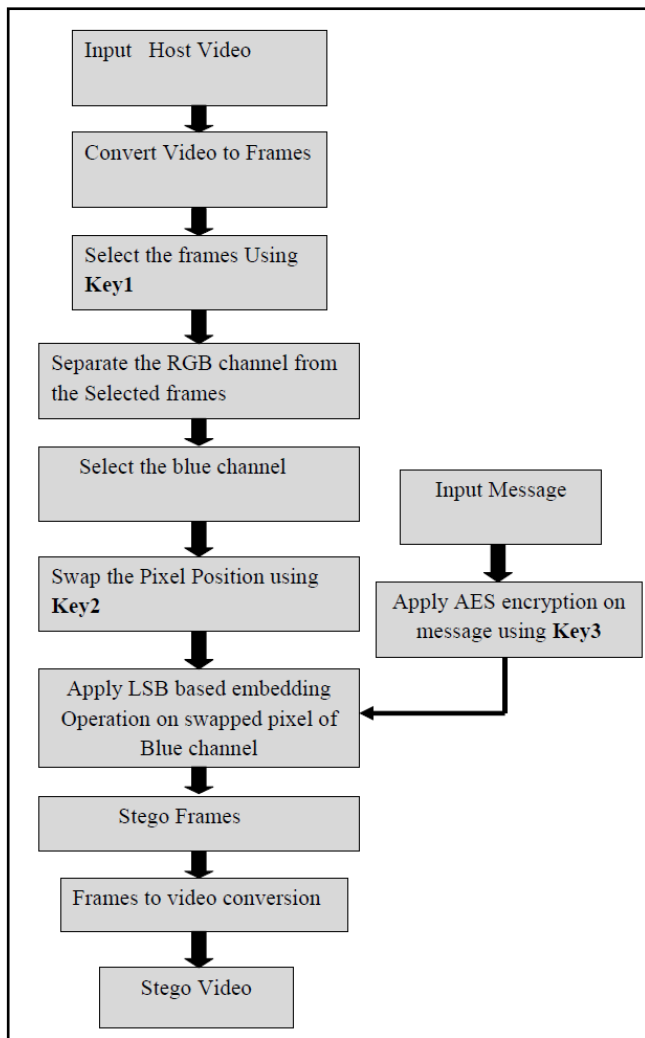 Input Host Video
Convert Video to Frames
Select the frames Using
Key1
Separate the RGB channel from
the Selected frames
Select the blue channel
Swap the Pixel Position using
Key2
Input Message
Apply AES encryption on
message using Key3
Apply LSB based embedding
Operation on swapped pixel of
Blue channel
Stego Frames
Frames to video conversion
Stego Video